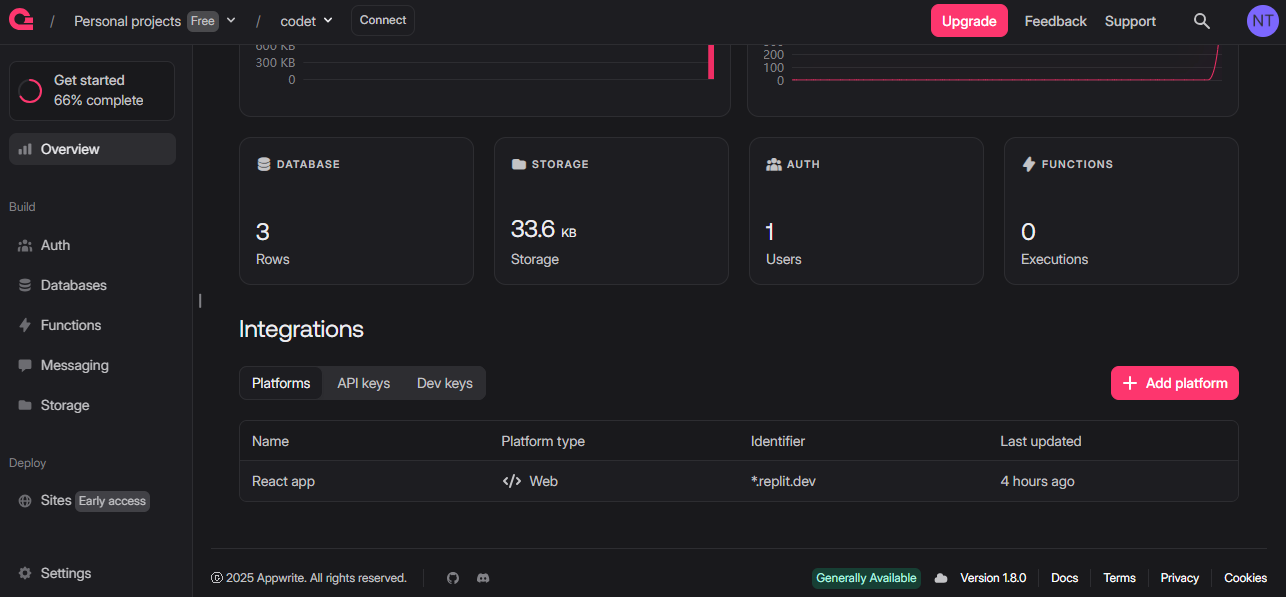 / Personal projects Free / codet Connect Upgrade Feedback Support NT
Get started
66% complete
Overview
Build
Auth
Databases
Functions
Messaging
Storage
Deploy
Sites Early access
Settings
600 KB
300 KB
0
300
200
100
0
DATABASE
3
Rows
STORAGE
33.6 KB
Storage
AUTH
1
Users
FUNCTIONS
0
Executions
Integrations
Platforms API keys Dev keys + Add platform
Name Platform type Identifier Last updated
React app </> Web *.replit.dev 4 hours ago
© 2025 Appwrite. All rights reserved. Generally Available Version 1.8.0 Docs Terms Privacy Cookies